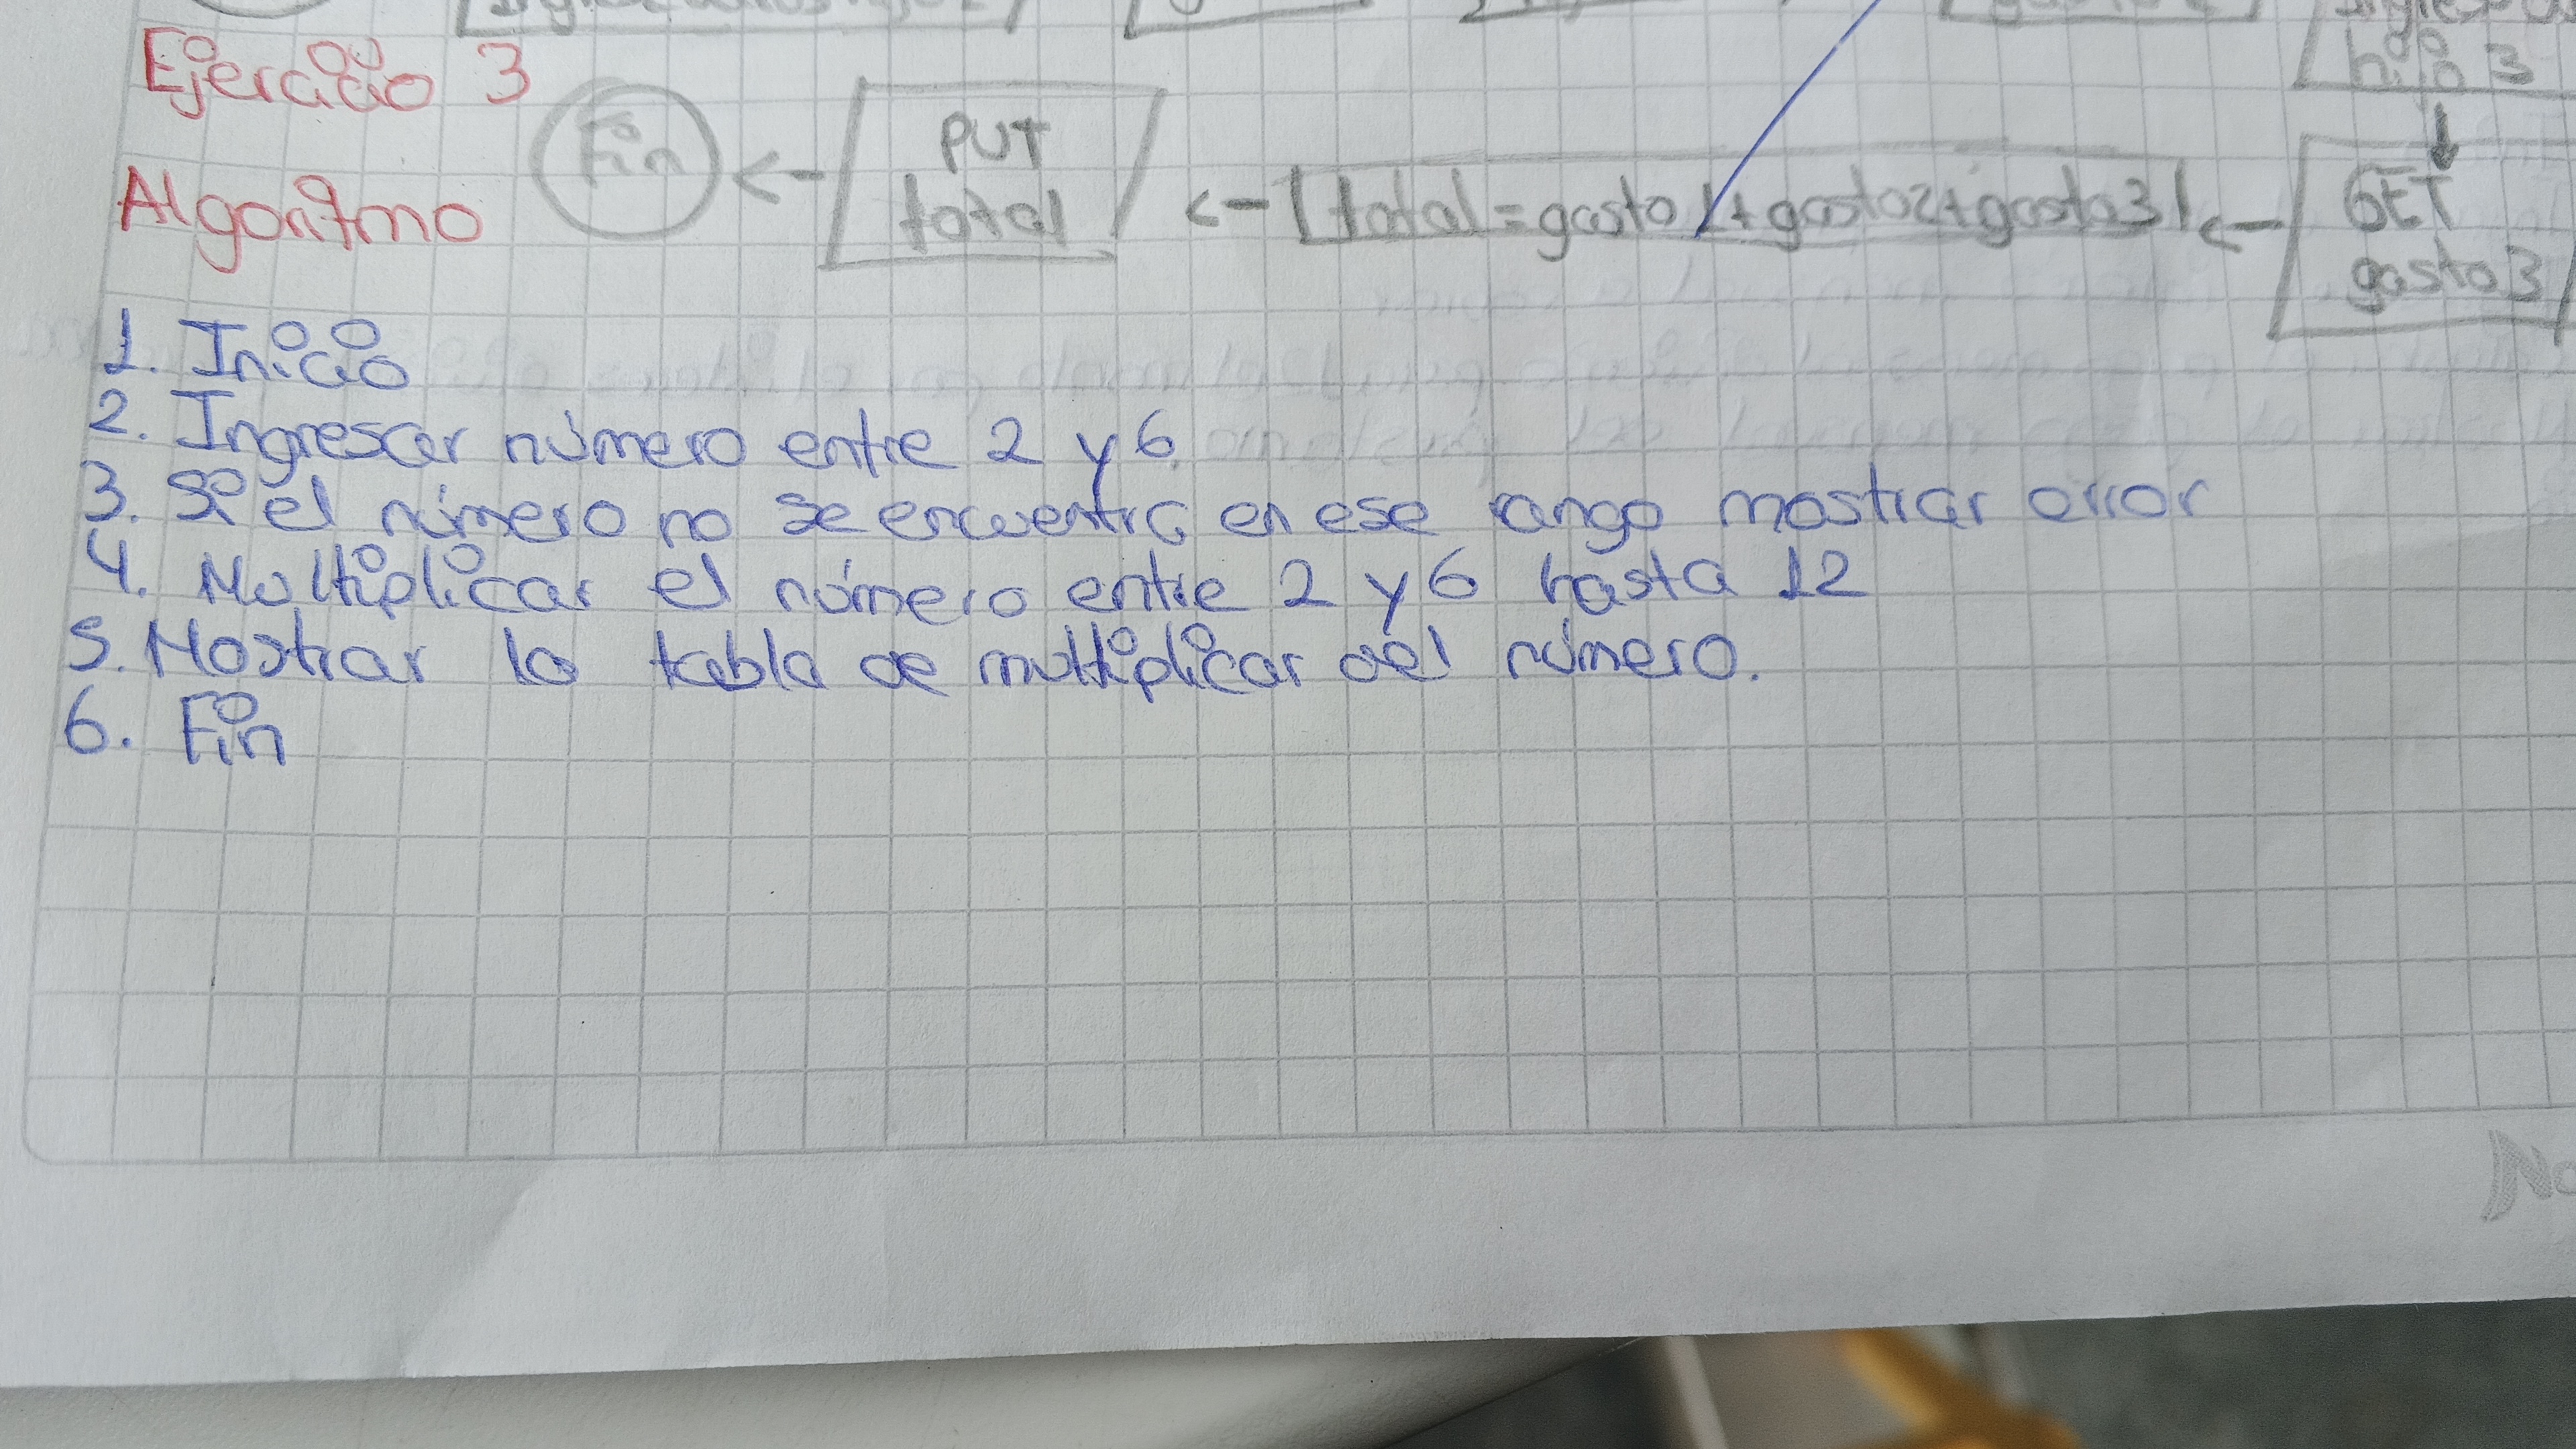 Ejercicio 3
hijo 3
Fin <- PUT total <- total=gasto1+gasto2+gasto3 <- GET gasto3
Algoritmo
1. Inicio
2. Ingresar número entre 2 y 6
3. Si el número no se encuentra en ese rango mostrar error
4. Multiplicar el número entre 2 y 6 hasta 12
5. Mostrar la tabla de multiplicar del número.
6. Fin